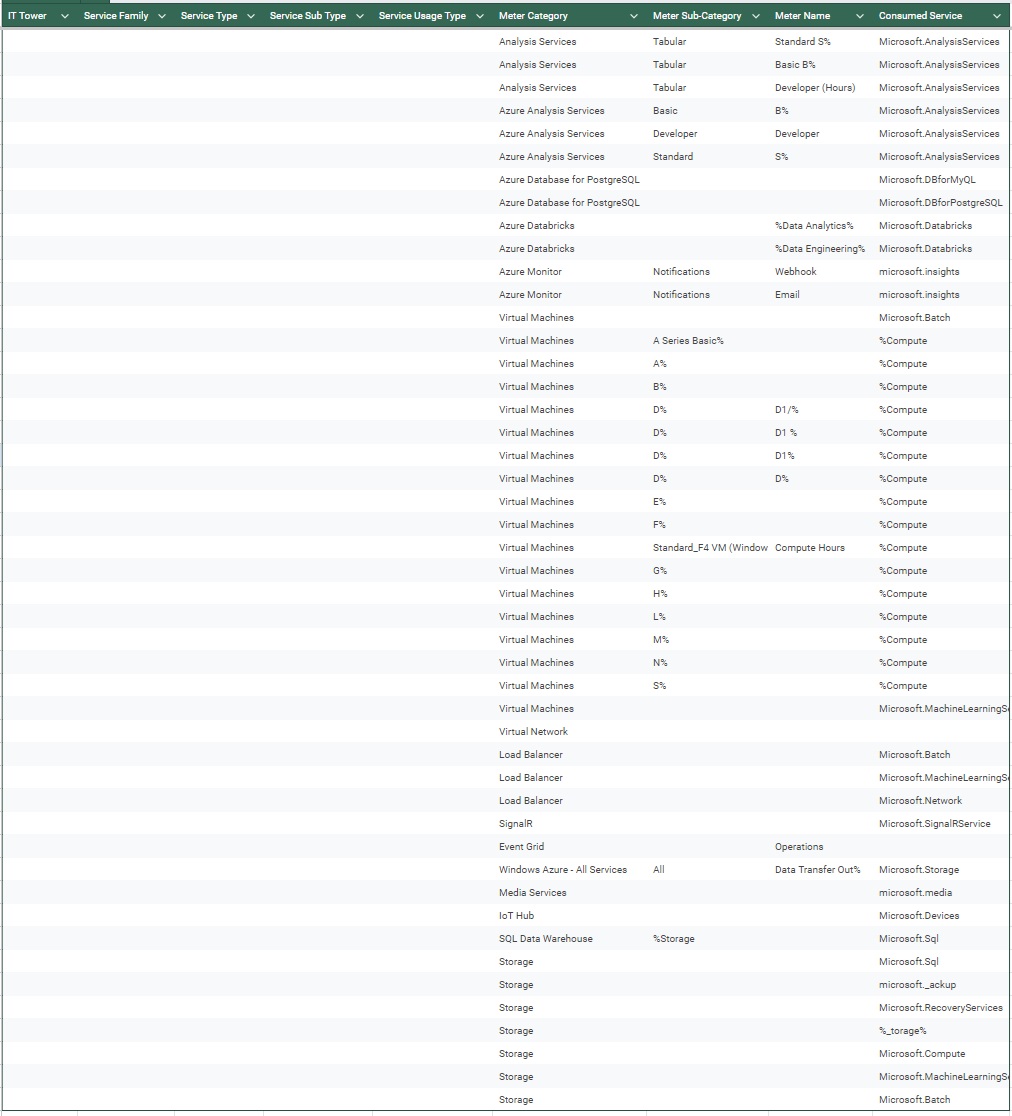 IT Tower Service Family Service Type Service Sub Type Service Usage Type Meter Category Meter Sub-Category Meter Name Consumed Service
Analysis Services Tabular Standard S% Microsoft.AnalysisServices
Analysis Services Tabular Basic B% Microsoft.AnalysisServices
Analysis Services Tabular Developer (Hours) Microsoft.AnalysisServices
Azure Analysis Services Basic B% Microsoft.AnalysisServices
Azure Analysis Services Developer Developer Microsoft.AnalysisServices
Azure Analysis Services Standard S% Microsoft.AnalysisServices
Azure Database for PostgreSQL Microsoft.DBforMyQL
Azure Database for PostgreSQL Microsoft.DBforPostgreSQL
Azure Databricks %Data Analytics% Microsoft.Databricks
Azure Databricks %Data Engineering% Microsoft.Databricks
Azure Monitor Notifications Webhook microsoft.insights
Azure Monitor Notifications Email microsoft.insights
Virtual Machines Microsoft.Batch
Virtual Machines A Series Basic% %Compute
Virtual Machines A% %Compute
Virtual Machines B% %Compute
Virtual Machines D% D1/% %Compute
Virtual Machines D% D1 % %Compute
Virtual Machines D% D1% %Compute
Virtual Machines D% D% %Compute
Virtual Machines E% %Compute
Virtual Machines F% %Compute
Virtual Machines Standard_F4 VM (Window Compute Hours %Compute
Virtual Machines G% %Compute
Virtual Machines H% %Compute
Virtual Machines L% %Compute
Virtual Machines M% %Compute
Virtual Machines N% %Compute
Virtual Machines S% %Compute
Virtual Machines Microsoft.MachineLearningS
Virtual Network
Load Balancer Microsoft.Batch
Load Balancer Microsoft.MachineLearningS
Load Balancer Microsoft.Network
SignalR Microsoft.SignalRService
Event Grid Operations
Windows Azure - All Services All Data Transfer Out% Microsoft.Storage
Media Services microsoft.media
IoT Hub Microsoft.Devices
SQL Data Warehouse %Storage Microsoft.Sql
Storage Microsoft.Sql
Storage microsoft._ackup
Storage Microsoft.RecoveryServices
Storage %_torage%
Storage Microsoft.Compute
Storage Microsoft.MachineLearningS
Storage Microsoft.Batch